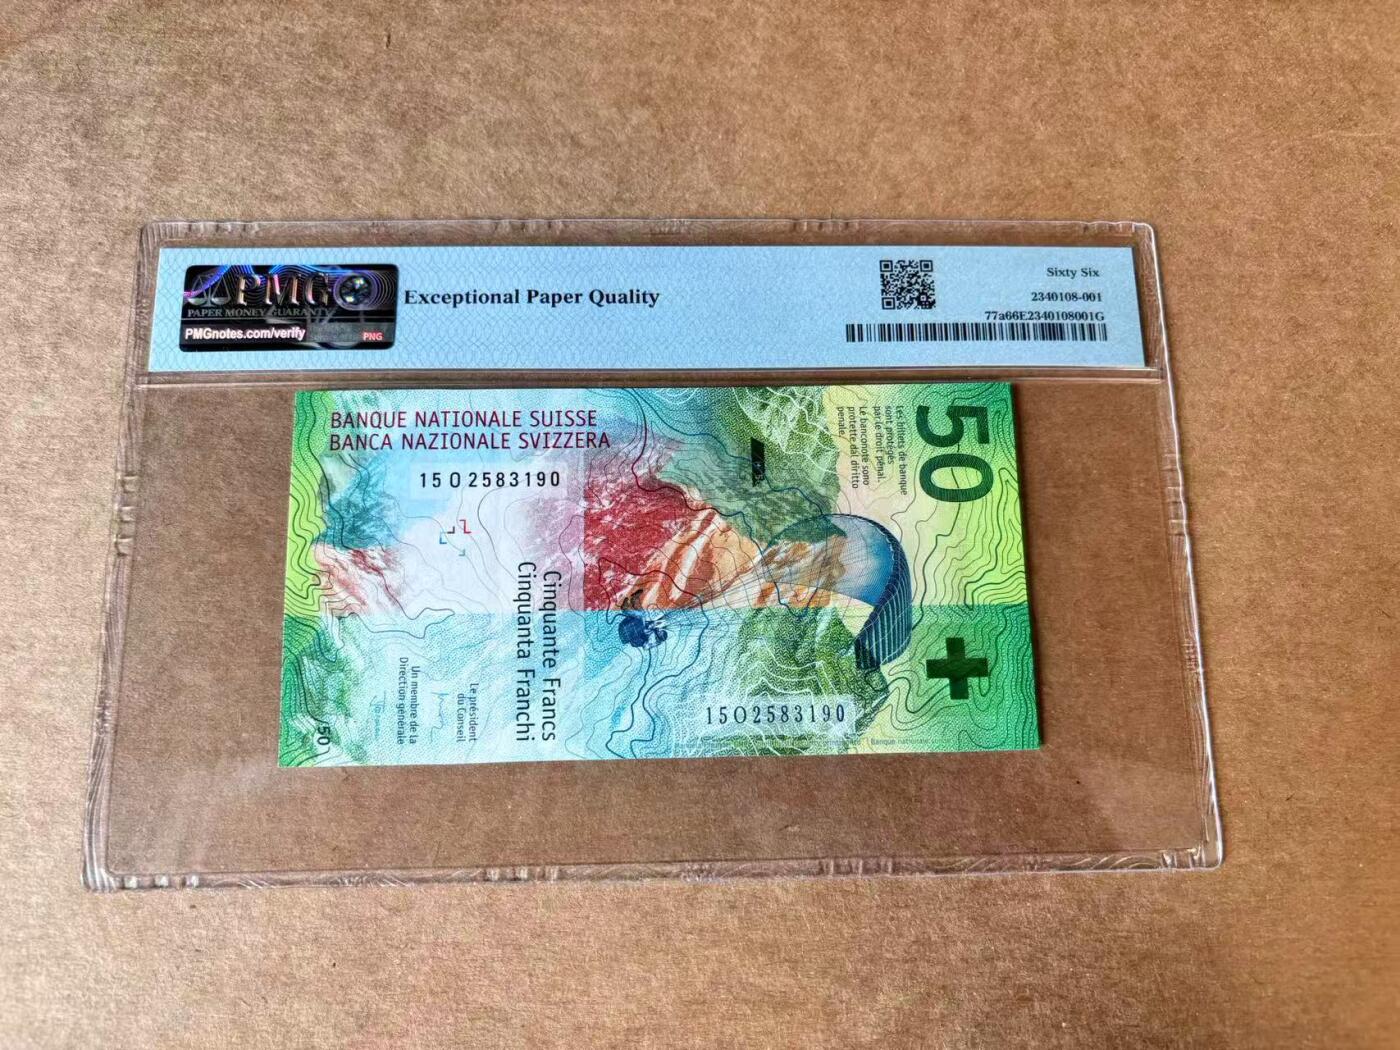 PMG
PAPER MONEY GUARANTY
PMGnotes.com/verify
PNG
Exceptional Paper Quality
Sixty Six
2340108-001
77a66E2340108001G
BANQUE NATIONALE SUISSE
BANCA NAZIONALE SVIZZERA
15O2583190
50
Les billets de banque
sont protégés
par le droit pénal.
Le banconote sono
protette dal diritto
penale.
Cinquante Francs
Cinquanta Franchi
Le président
du Conseil
Un membre de la
Direction générale
50
15O2583190
Banque nationale